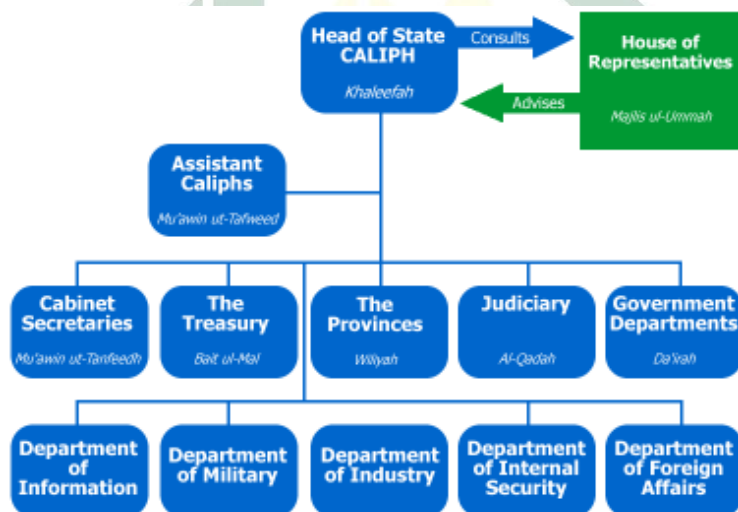 Head of State
CALIPH
Khaleefah
Consults
Advises
House of
Representatives
Majlis ul-Ummah
Assistant
Caliphs
Mu'awin ut-Tafweed
Cabinet
Secretaries
Mu'awin ut-Tanfeedh
The
Treasury
Bait ul-Mal
The
Provinces
Wiliyah
Judiciary
Al-Qadah
Government
Departments
Da'irah
Department
of
Information
Department
of Military
Department
of Industry
Department
of Internal
Security
Department
of Foreign
Affairs